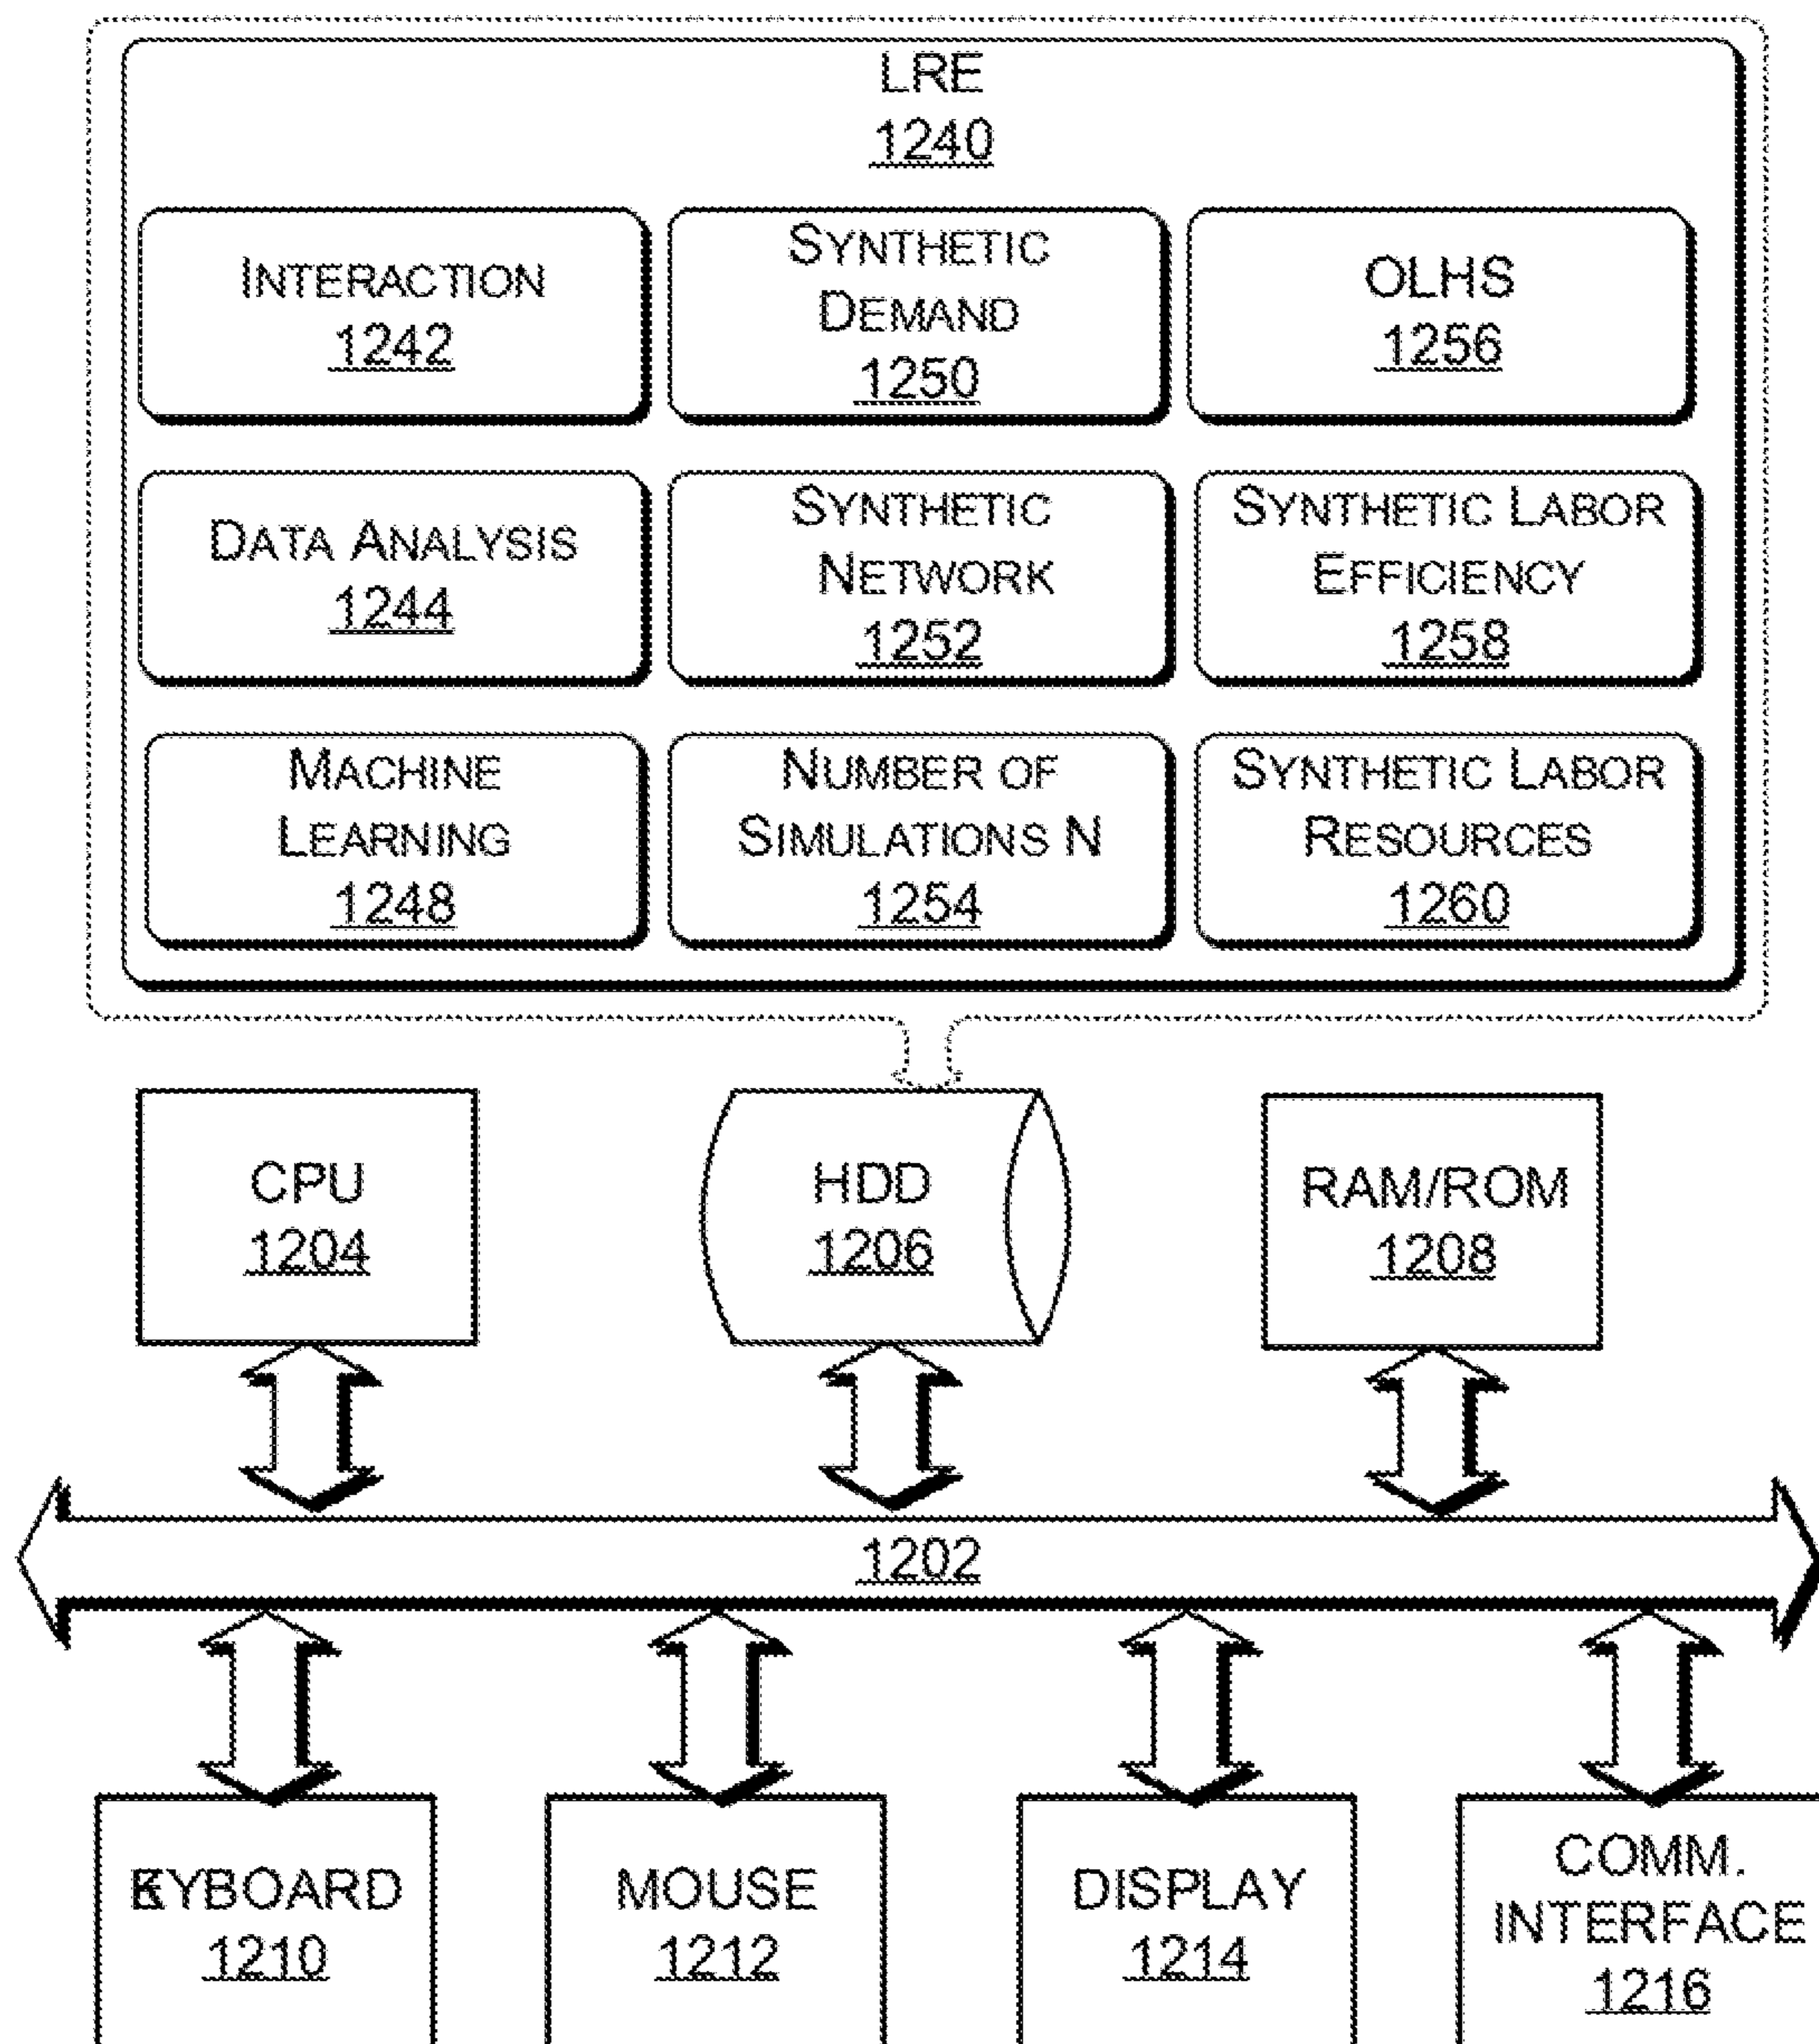 LRE
1240
INTERACTION
1242
SYNTHETIC
DEMAND
1250
OLHS
1256
DATA ANALYSIS
1244
SYNTHETIC
NETWORK
1252
SYNTHETIC LABOR
EFFICIENCY
1258
MACHINE
LEARNING
1248
NUMBER OF
SIMULATIONS N
1254
SYNTHETIC LABOR
RESOURCES
1260
CPU
1204
HDD
1206
RAM/ROM
1208
1202
KEYBOARD
1210
MOUSE
1212
DISPLAY
1214
COMM.
INTERFACE
1216